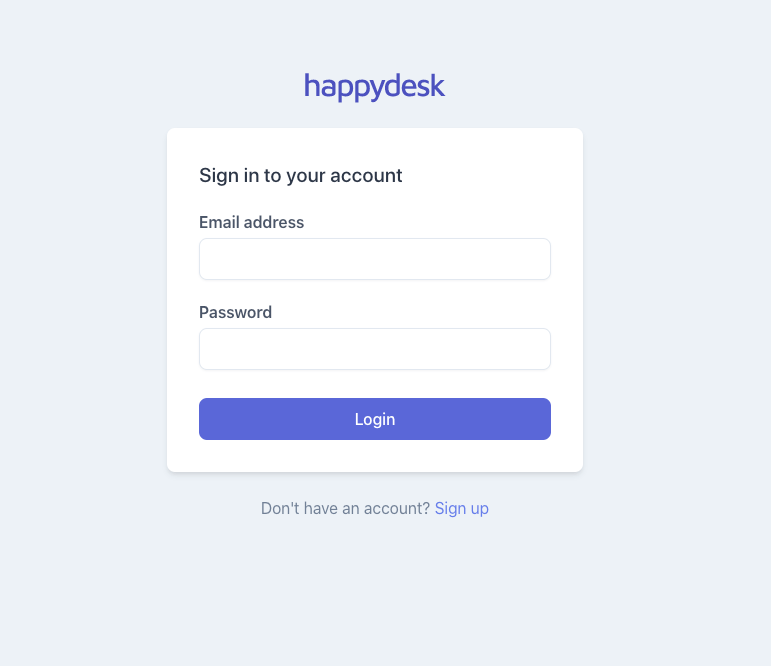 happydesk
Sign in to your account
Email address
Password
Login
Don't have an account? Sign up